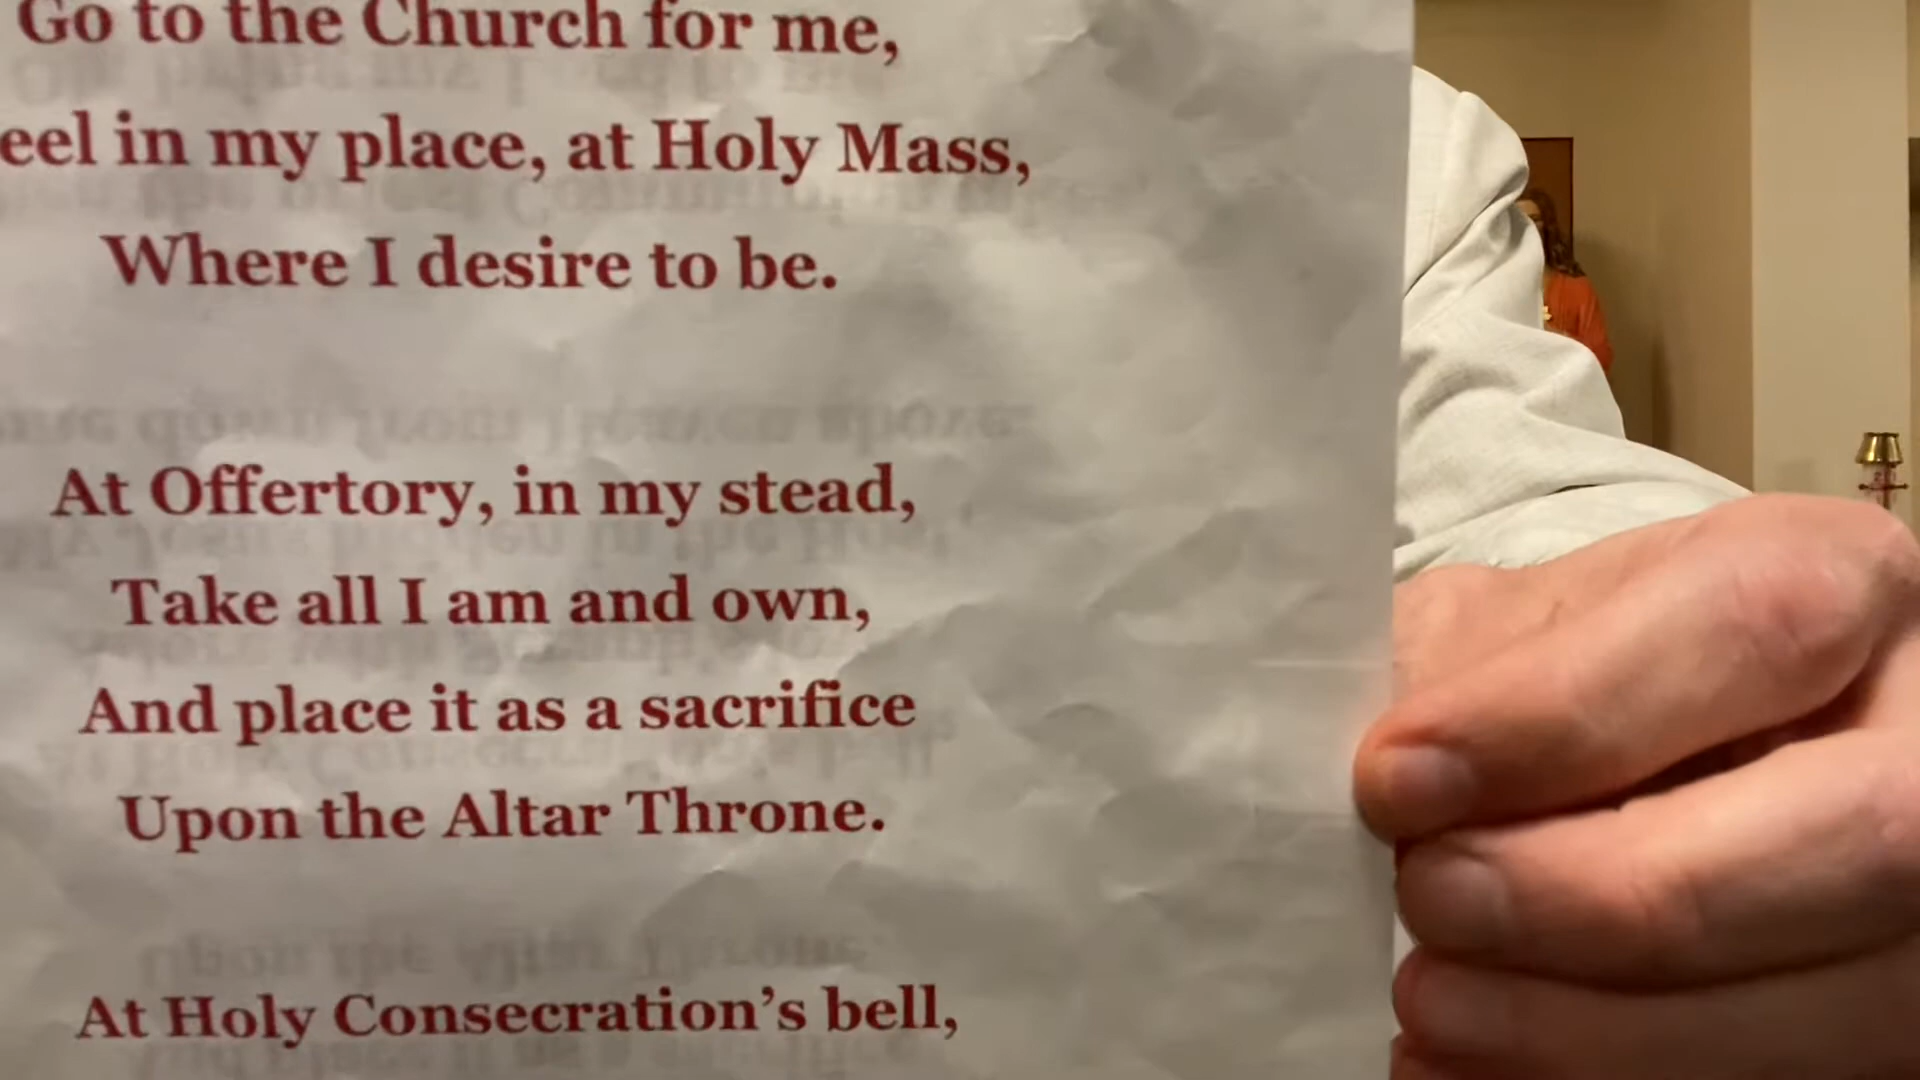 Go to the Church for me,
eel in my place, at Holy Mass,
Where I desire to be.
At Offertory, in my stead,
Take all I am and own,
And place it as a sacrifice
Upon the Altar Throne.
At Holy Consecration’s bell,